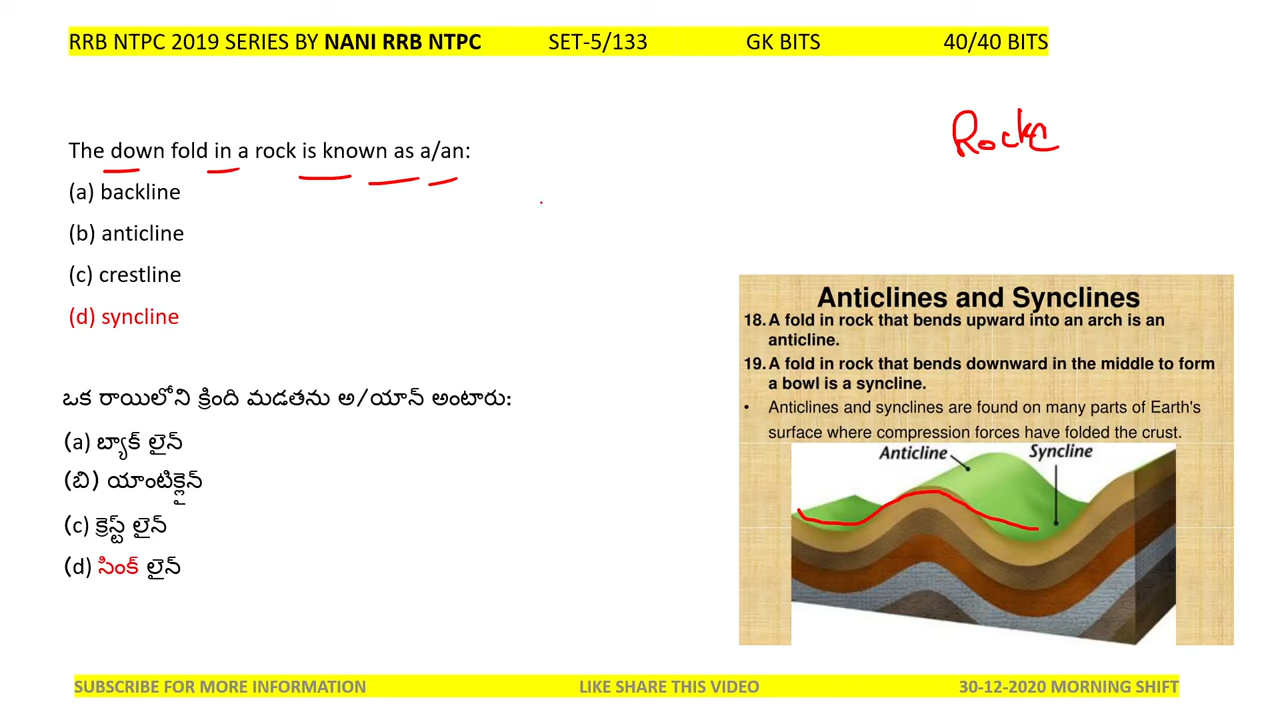 RRB NTPC 2019 SERIES BY NANI RRB NTPC SET-5/133 GK BITS 40/40 BITS
Rock
The down fold in a rock is known as a/an:
(a) backline
(b) anticline
(c) crestline
(d) syncline
ఒక రాయిలోని క్రింది మడతను అ/యాన్ అంటారు:
(a) బ్యాక్ లైన్
(బి) యాంటిక్లైన్
(c) క్రెస్ట్ లైన్
(d) సింక్ లైన్
Anticlines and Synclines
18. A fold in rock that bends upward into an arch is an
anticline.
19. A fold in rock that bends downward in the middle to form
a bowl is a syncline.
• Anticlines and synclines are found on many parts of Earth's
surface where compression forces have folded the crust.
Anticline Syncline
SUBSCRIBE FOR MORE INFORMATION LIKE SHARE THIS VIDEO 30-12-2020 MORNING SHIFT